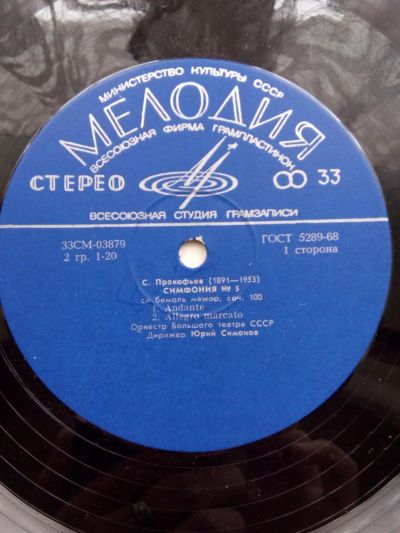 МИНИСТЕРСТВО КУЛЬТУРЫ СССР
МЕЛОДИЯ
ВСЕСОЮЗНАЯ ФИРМА ГРАМПЛАСТИНОК
СТЕРЕО 33
ВСЕСОЮЗНАЯ СТУДИЯ ГРАМЗАПИСИ
33СМ-03879 ГОСТ 5289-68
2 гр. 1-20 1 сторона
С. Прокофьев (1891—1953)
СИМФОНИЯ № 5
си бемоль мажор, соч. 100
1. Andante
2. Allegro marcato
Оркестр Большого театра СССР
Дирижер Юрий Симонов